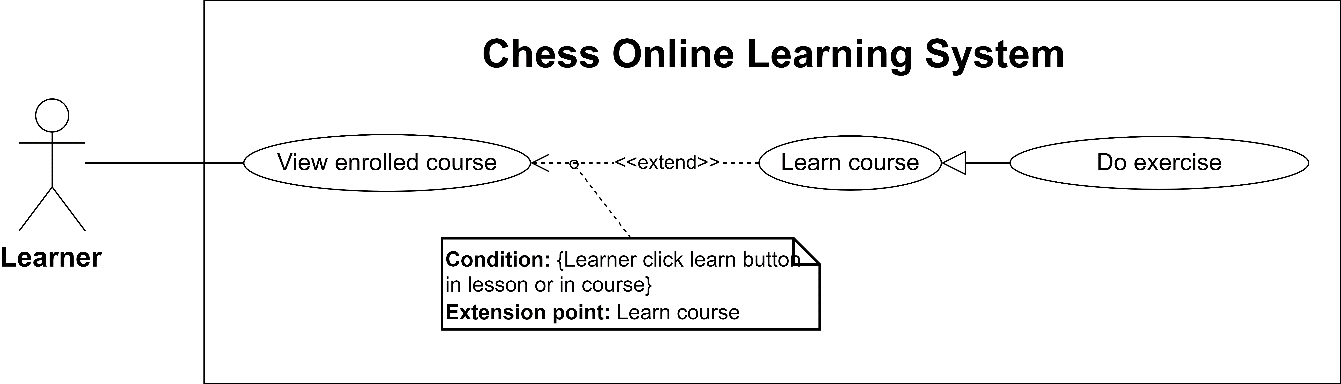 Chess Online Learning System
View enrolled course
<<extend>>
Learn course
Do exercise
Learner
Condition: {Learner click learn button
in lesson or in course}
Extension point: Learn course